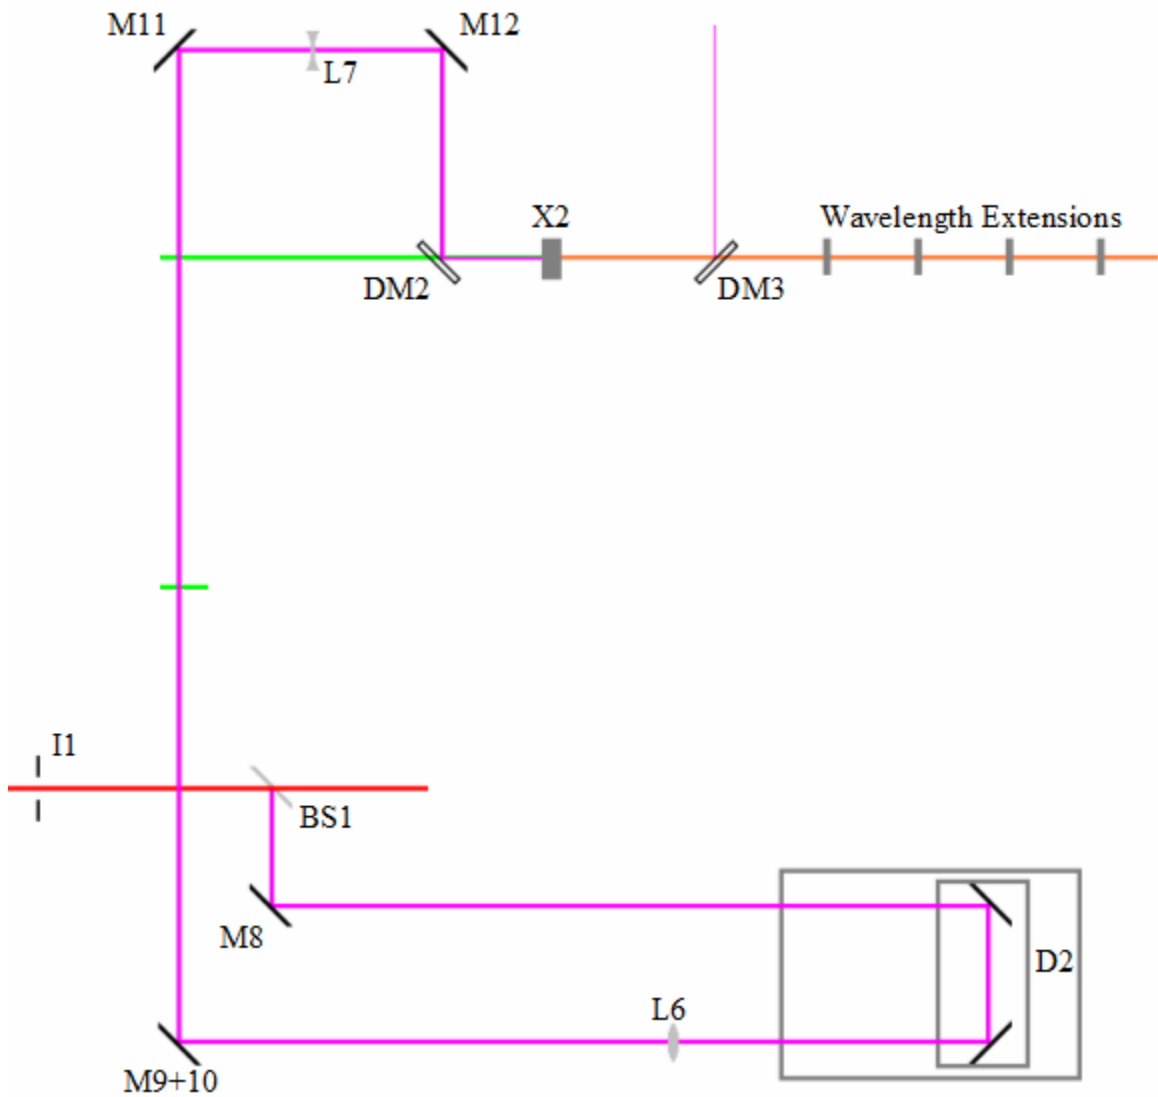 M11
M12
L7
X2
Wavelength Extensions
DM2
DM3
I1
BS1
M8
D2
L6
M9+10